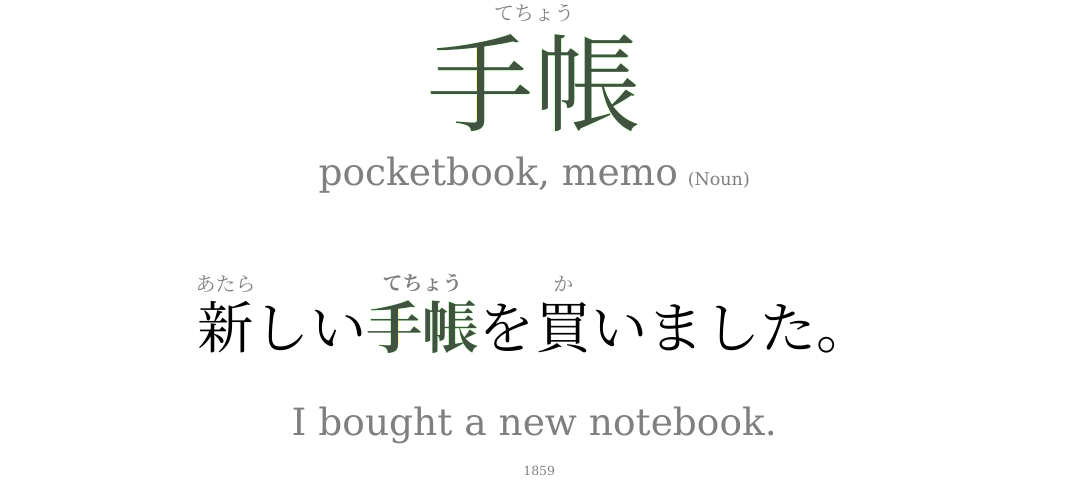 てちょう
手帳
pocketbook, memo (Noun)
あたら てちょう か
新しい手帳を買いました。
I bought a new notebook.
1859